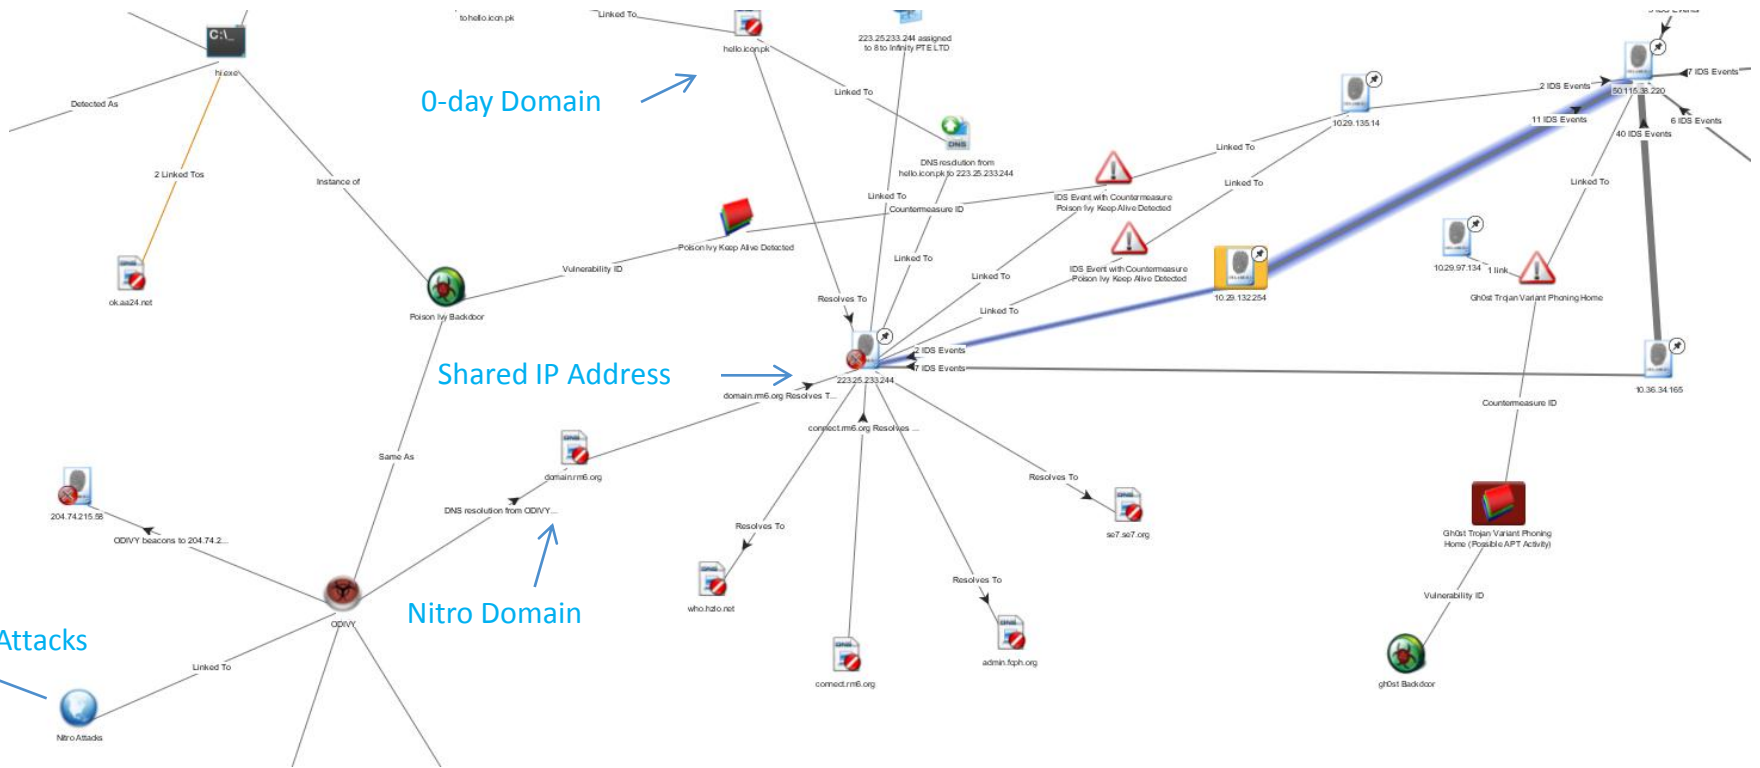 to hello.icon.pk
Linked To
hello.icon.pk
223.25.233.244 assigned
to 8 to Infinity PTE LTD
C:\_
hi.exe
Detected As
0-day Domain
Linked To
DNS
DNS resolution from
hello.icon.pk to 223.25.233.244
10.29.135.14
2 IDS Events
7 IDS Events
50.115.38.220
11 IDS Events
6 IDS Events
40 IDS Events
2 Linked Tos
Instance of
Linked To
Linked To
Linked To
Linked To
IDS Event with Countermeasure
Poison Ivy Keep Alive Detected
Countermeasure ID
Poison Ivy Keep Alive Detected
Vulnerability ID
Linked To
IDS Event with Countermeasure
Poison Ivy Keep Alive Detected
Linked To
10.29.97.134
1 link
Gh0st Trojan Variant Phoning Home
10.29.132.254
DNS
ok.aa24.net
Poison Ivy Backdoor
Resolves To
Linked To
2 IDS Events
7 IDS Events
Shared IP Address
223.25.233.244
10.36.34.165
domain.rm6.org Resolves T...
Countermeasure ID
connect.rm6.org Resolves ...
DNS
domain.rm6.org
Same As
204.74.215.58
Resolves To
DNS
se7.se7.org
DNS resolution from ODIVY...
ODIVY beacons to 204.74.2...
Resolves To
Gh0st Trojan Variant Phoning
Home (Possible APT Activity)
DNS
who.hzlo.net
Resolves To
Vulnerability ID
Nitro Domain
ODIVY
DNS
admin.fcph.org
Attacks
Linked To
DNS
connect.rm6.org
gh0st Backdoor
Nitro Attacks